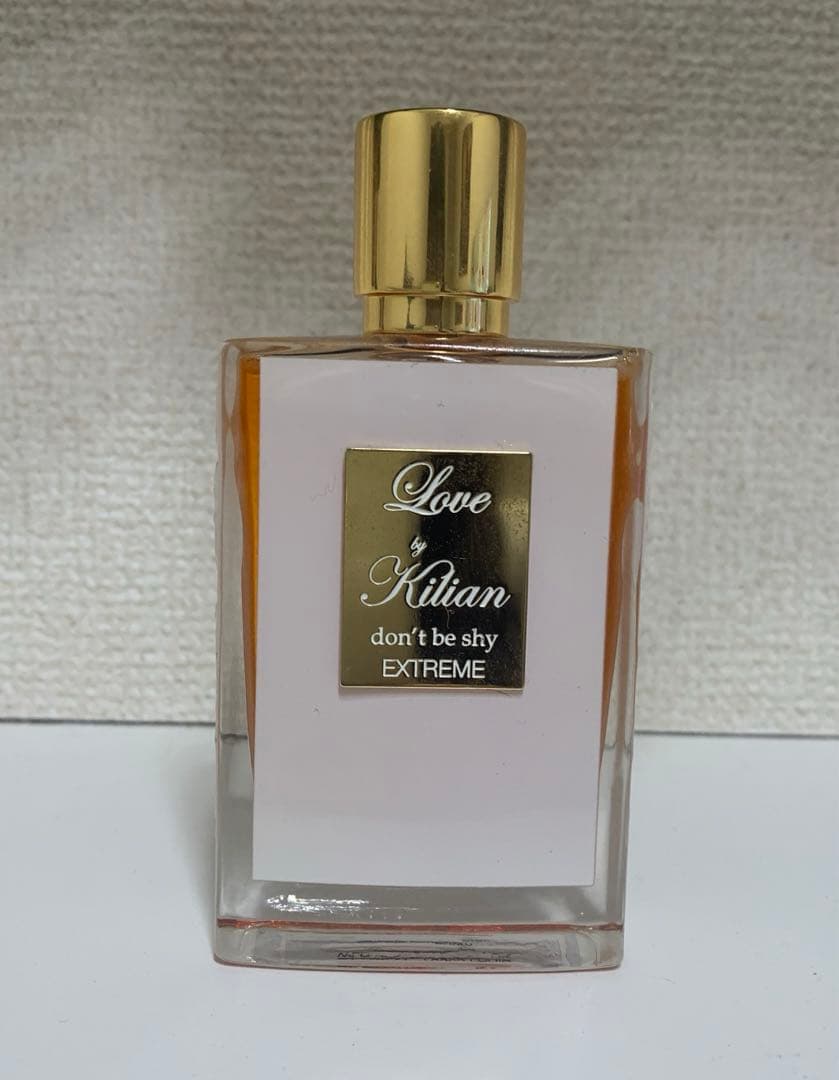 Love
by
Kilian
don't be shy
EXTREME